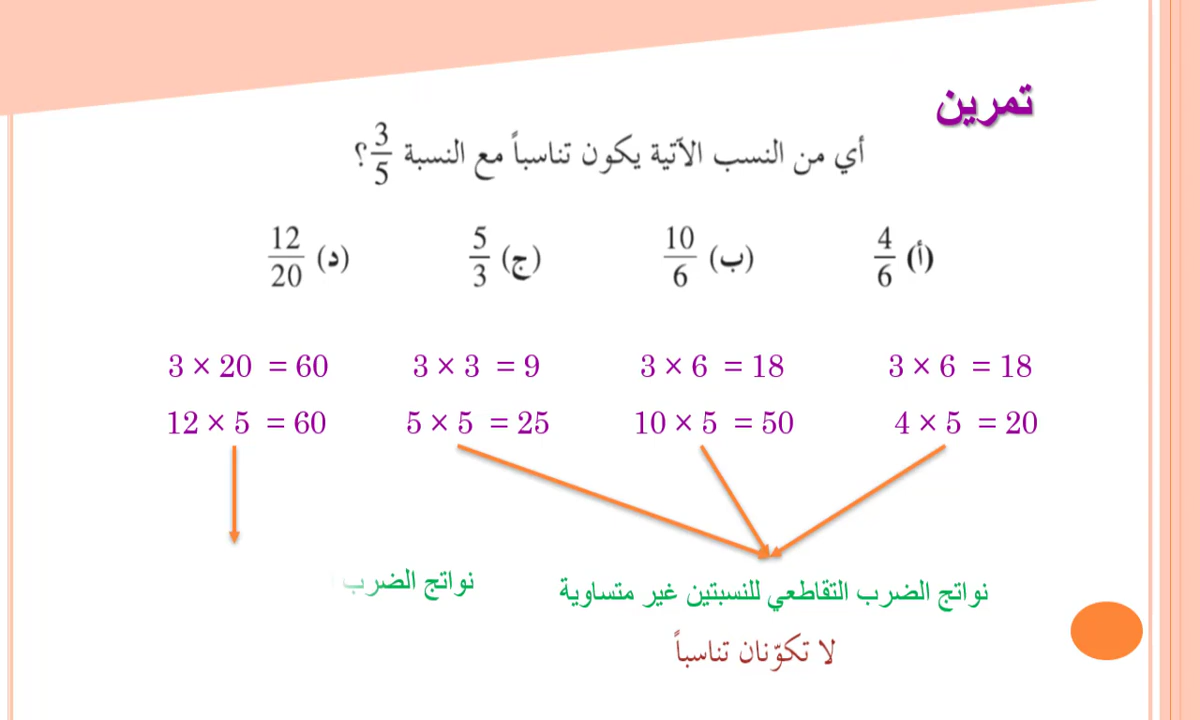 تمرين
أي من النسب الآتية يكون تناسباً مع النسبة 3/5؟
(أ) 4/6 (ب) 10/6 (ج) 5/3 (د) 12/20
3 × 6 = 18 3 × 6 = 18 3 × 3 = 9 3 × 20 = 60
4 × 5 = 20 10 × 5 = 50 5 × 5 = 25 12 × 5 = 60
نواتج الضرب التقاطعي للنسبتين غير متساوية
لا تكوّنان تناسباً
نواتج الضرب